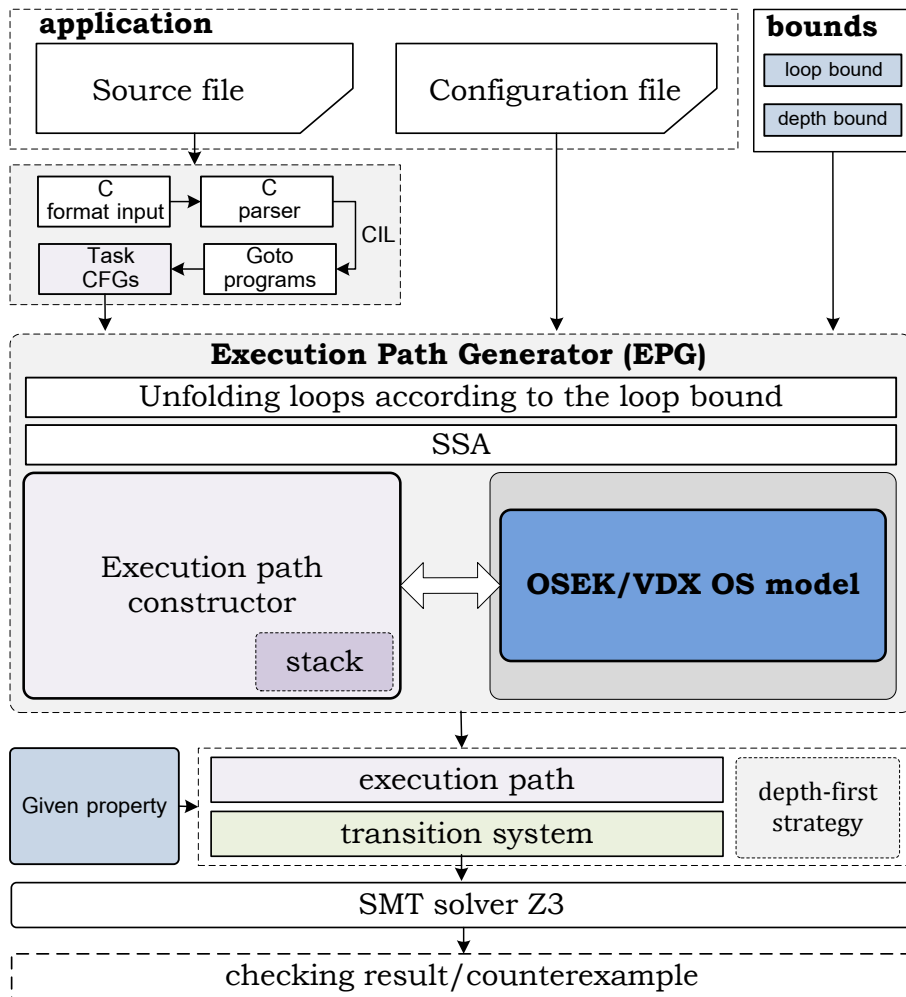 application
bounds
Source file
Configuration file
loop bound
depth bound
C
format input
C
parser
CIL
Task
CFGs
Goto
programs
Execution Path Generator (EPG)
Unfolding loops according to the loop bound
SSA
Execution path
constructor
stack
OSEK/VDX OS model
Given property
execution path
transition system
depth-first
strategy
SMT solver Z3
checking result/counterexample